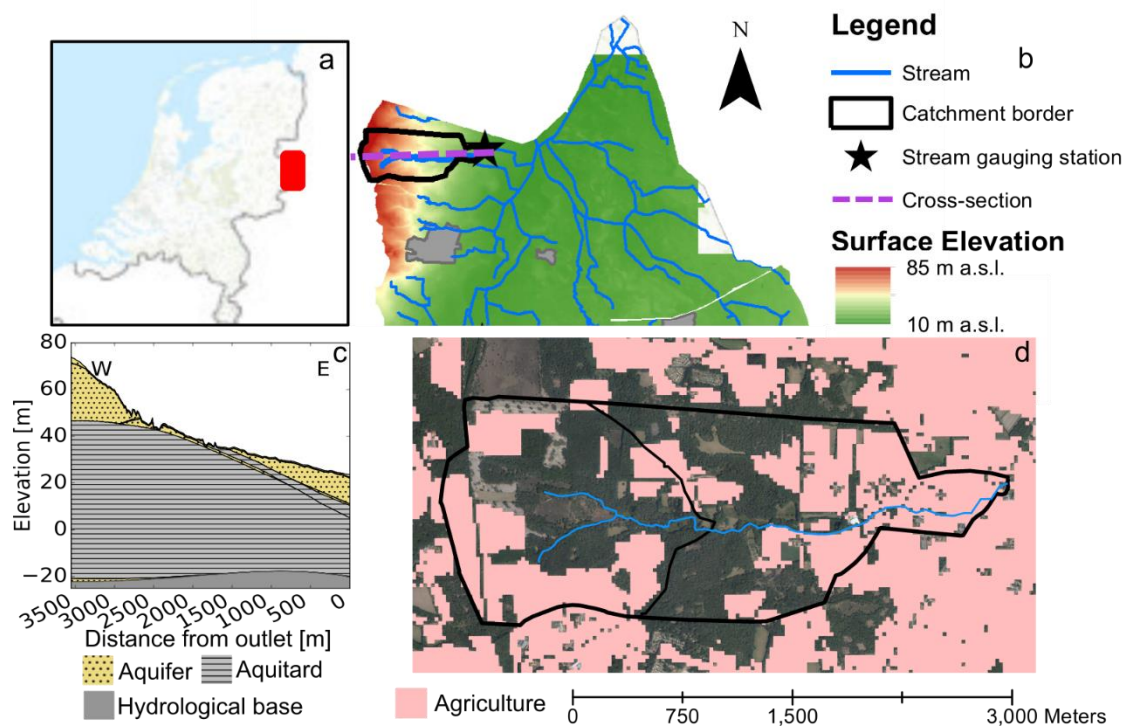 a
N
Legend
b
Stream
Catchment border
Stream gauging station
Cross-section
Surface Elevation
85 m a.s.l.
10 m a.s.l.
c
W
E
80
60
40
20
0
−20
Elevation [m]
3500
3000
2500
2000
1500
1000
500
0
Distance from outlet [m]
Aquifer
Aquitard
Hydrological base
d
Agriculture
0
750
1,500
3,000 Meters